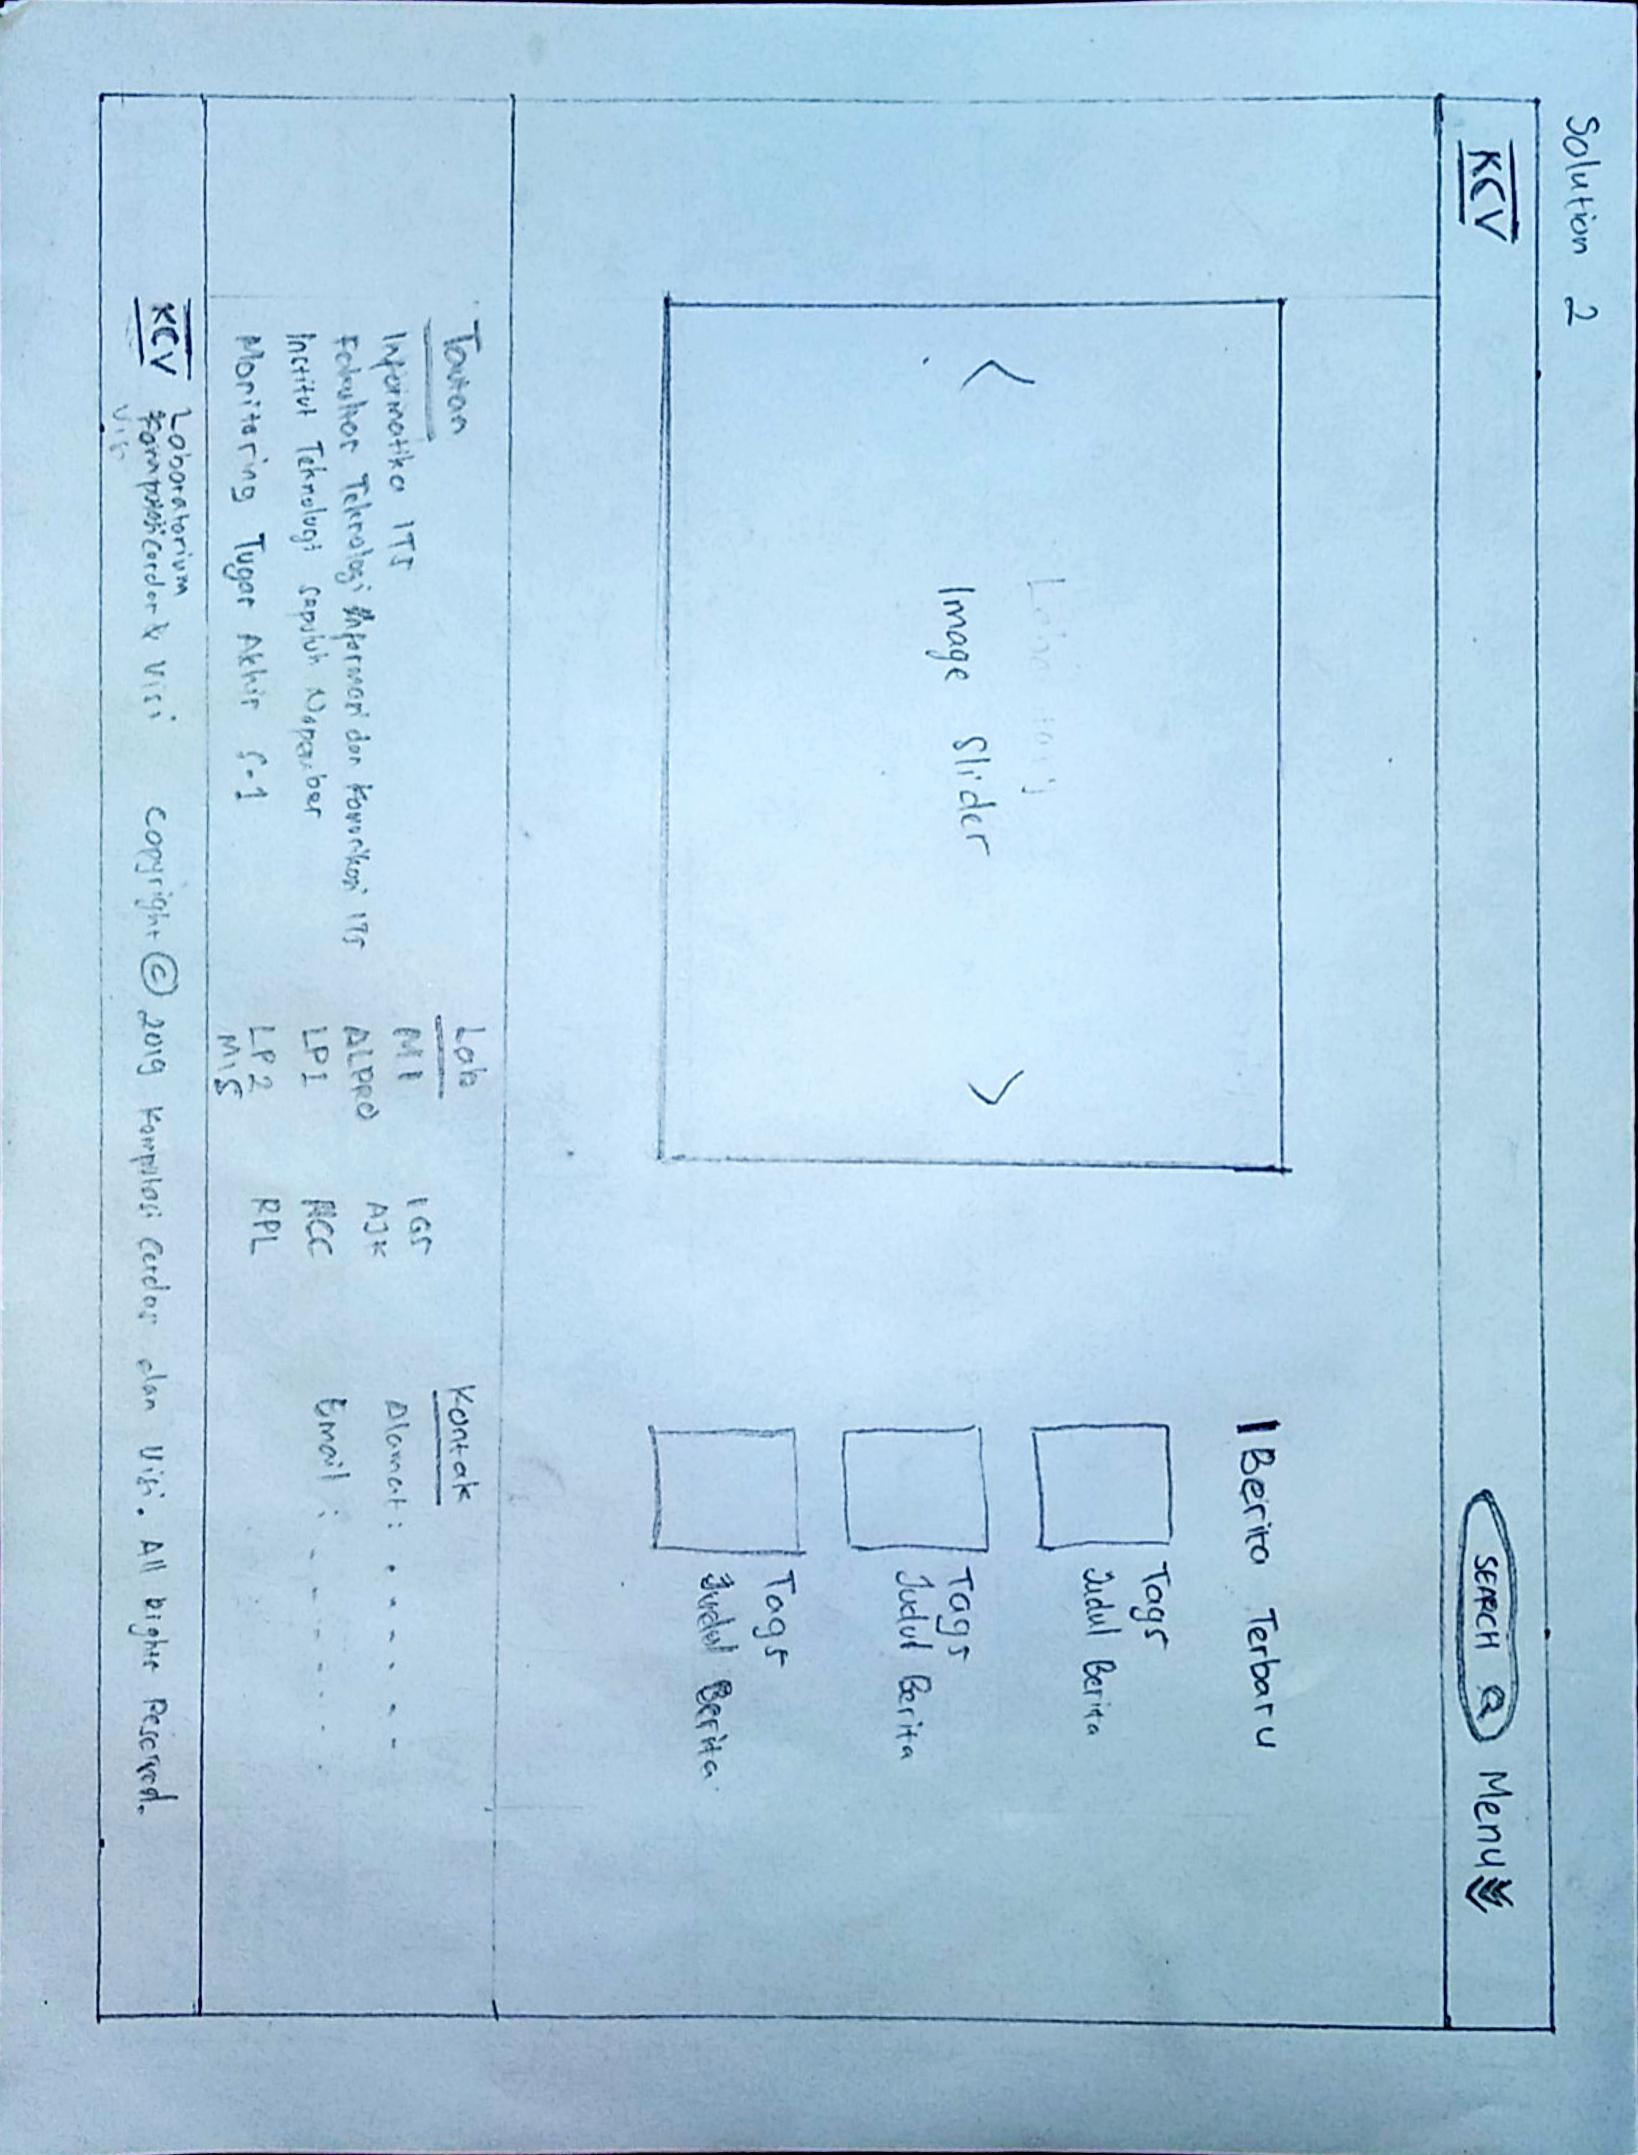 Solution 2
KCV
SEARCH
Menu
Berita Terbaru
Tags
Judul Berita
Tags
Judul Berita
Tags
Judul Berita
<
Laboratory
Image Slider
>
Tautan
Informatika ITS
Fakultas Teknologi Informasi dan Komunikasi ITS
Institut Teknologi Sepuluh Nopember
Monitoring Tugas Akhir S-1
Lab
MI
ALPRO
LP1
LP2
MIS
IGS
AJK
NCC
RPL
Kontak
Alamat : . - - - - -
Email : . - - - - - -
KCV
Laboratorium
Komputasi Cerdas & Visi
Vis
Copyright © 2019 Komputasi Cerdas dan Visi. All Rights Reserved.